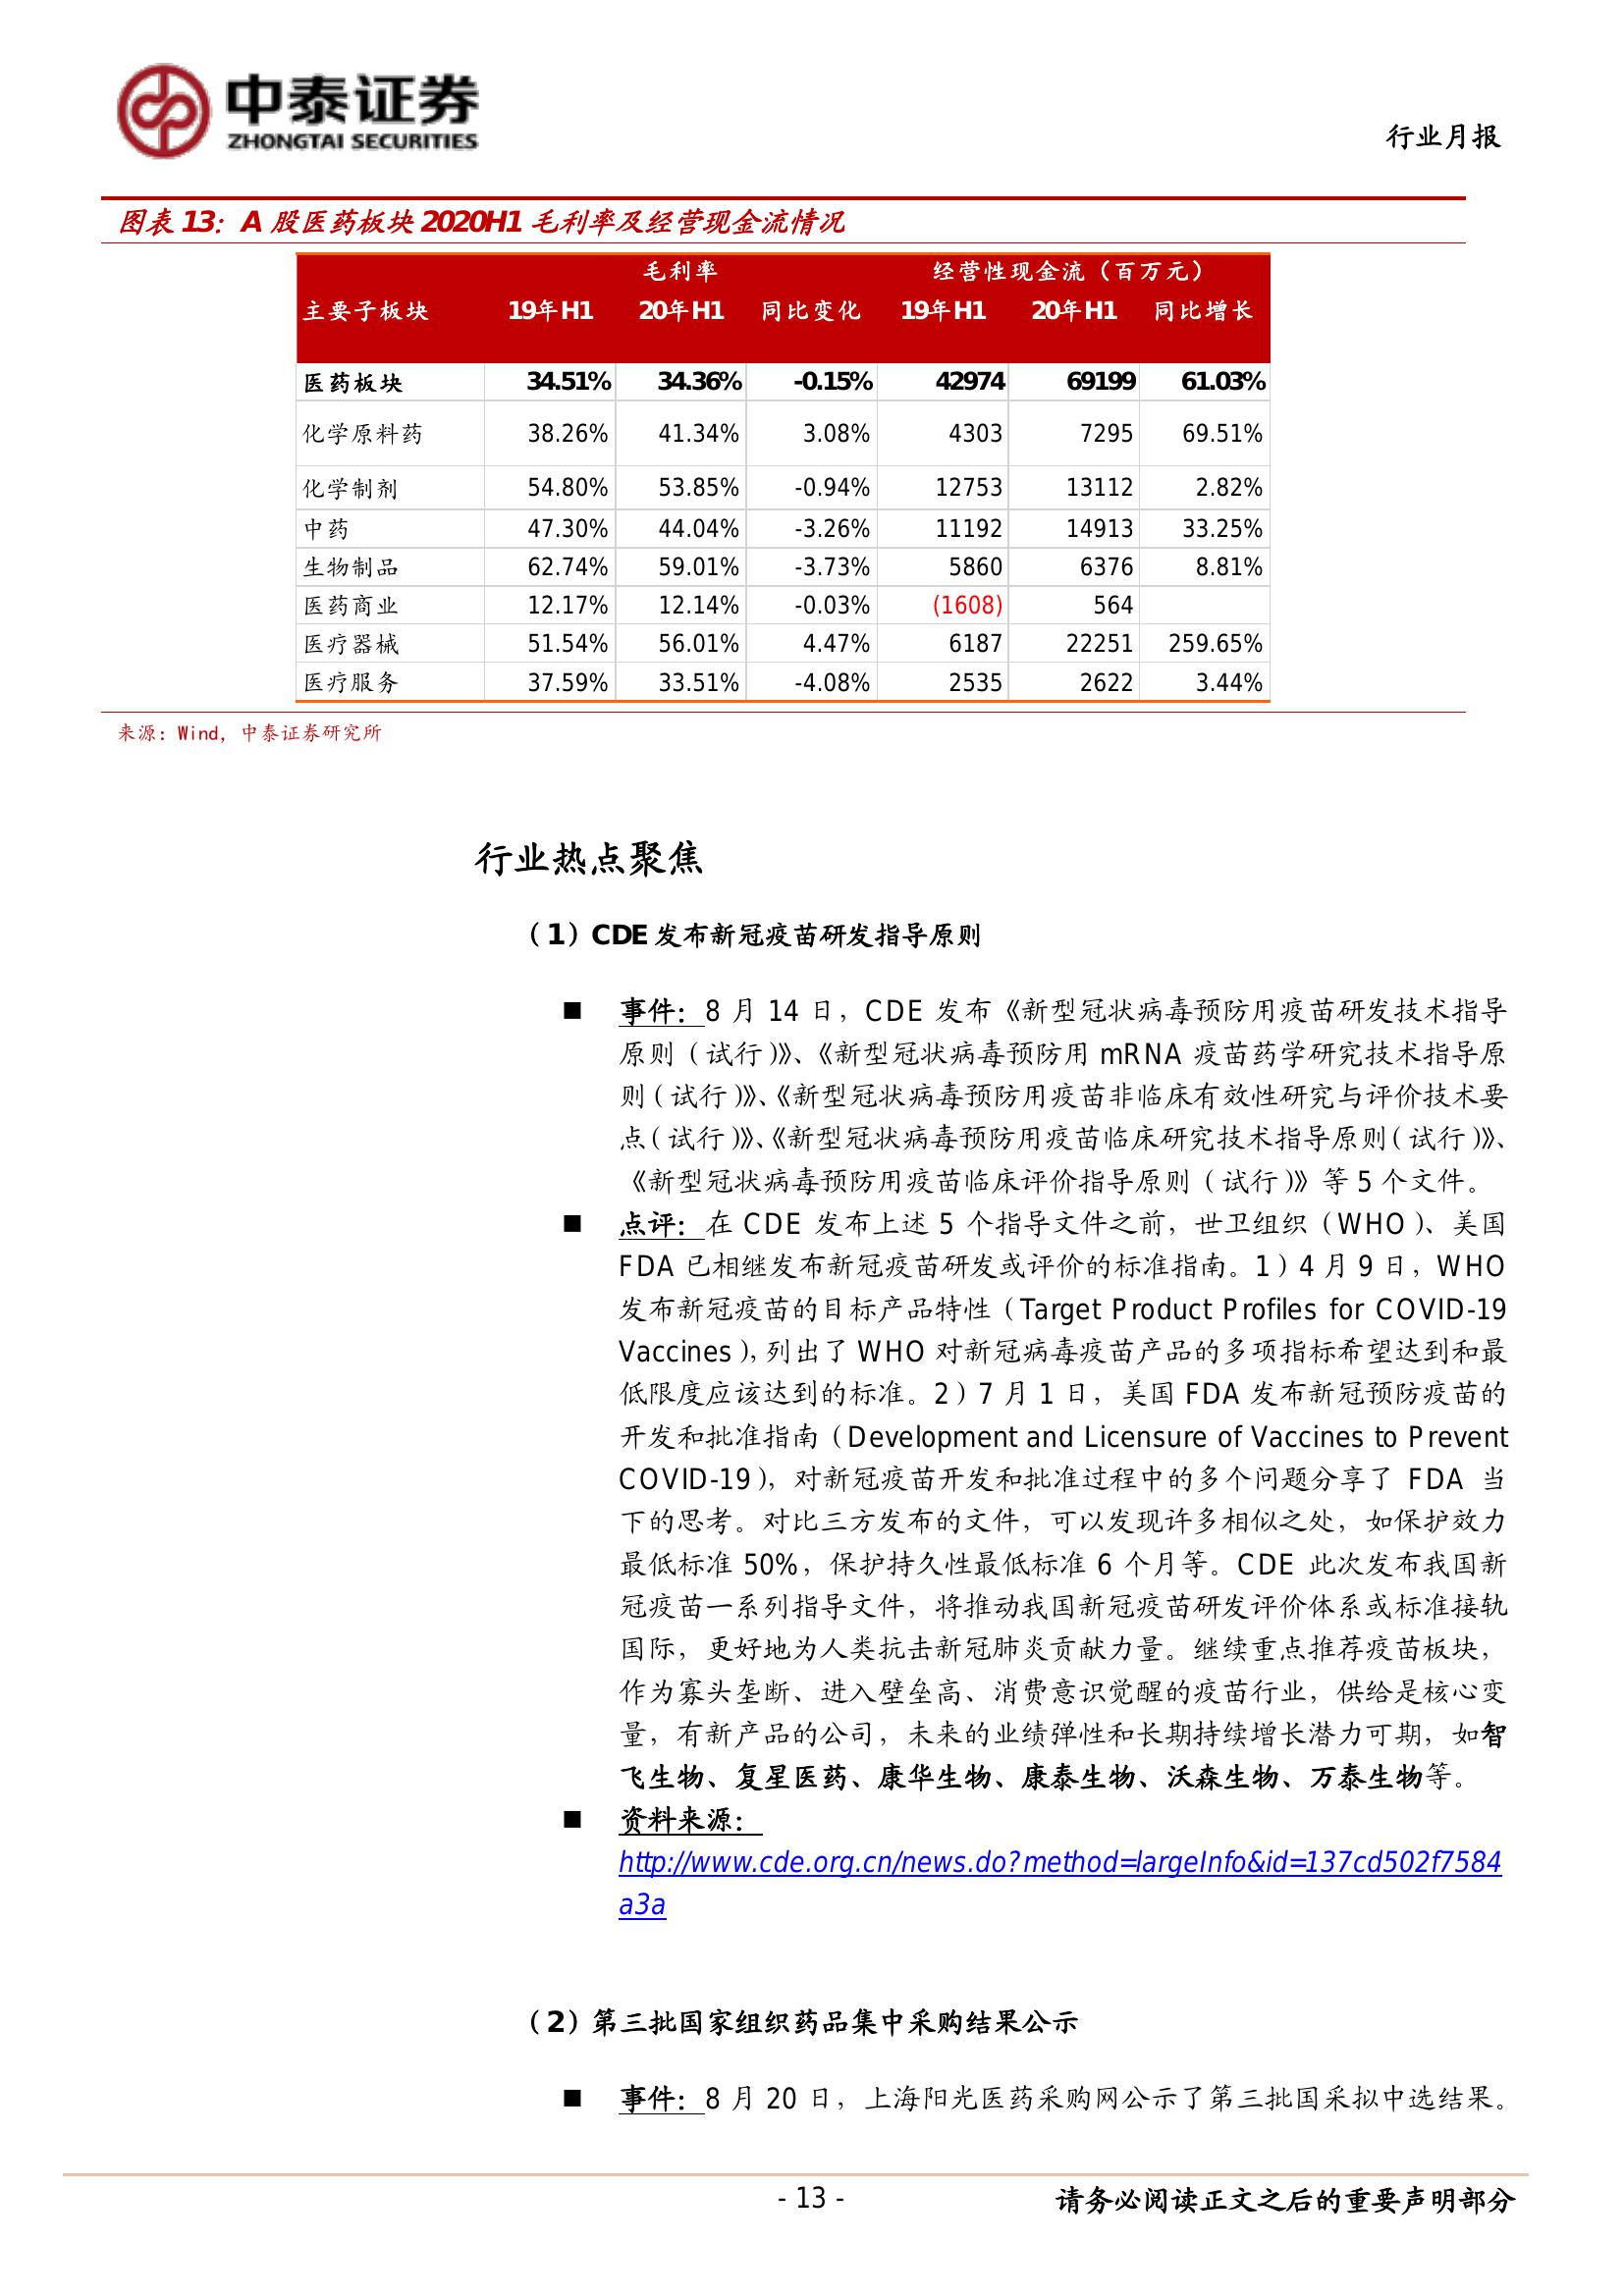 中泰证券
ZHONGTAI SECURITIES
行业月报
图表 13：A 股医药板块 2020H1 毛利率及经营现金流情况
毛利率 经营性现金流（百万元）
主要子板块 19年H1 20年H1 同比变化 19年H1 20年H1 同比增长
医药板块 34.51% 34.36% -0.15% 42974 69199 61.03%
化学原料药 38.26% 41.34% 3.08% 4303 7295 69.51%
化学制剂 54.80% 53.85% -0.94% 12753 13112 2.82%
中药 47.30% 44.04% -3.26% 11192 14913 33.25%
生物制品 62.74% 59.01% -3.73% 5860 6376 8.81%
医药商业 12.17% 12.14% -0.03% (1608) 564
医疗器械 51.54% 56.01% 4.47% 6187 22251 259.65%
医疗服务 37.59% 33.51% -4.08% 2535 2622 3.44%
来源：Wind，中泰证券研究所
行业热点聚焦
（1）CDE 发布新冠疫苗研发指导原则
■ 事件：8 月 14 日，CDE 发布《新型冠状病毒预防用疫苗研发技术指导
原则（试行）》、《新型冠状病毒预防用 mRNA 疫苗药学研究技术指导原
则（试行）》、《新型冠状病毒预防用疫苗非临床有效性研究与评价技术要
点（试行）》、《新型冠状病毒预防用疫苗临床研究技术指导原则（试行）》、
《新型冠状病毒预防用疫苗临床评价指导原则（试行）》等 5 个文件。
■ 点评：在 CDE 发布上述 5 个指导文件之前，世卫组织（WHO）、美国
FDA 已相继发布新冠疫苗研发或评价的标准指南。1）4 月 9 日，WHO
发布新冠疫苗的目标产品特性（Target Product Profiles for COVID-19
Vaccines），列出了 WHO 对新冠病毒疫苗产品的多项指标希望达到和最
低限度应该达到的标准。2）7 月 1 日，美国 FDA 发布新冠预防疫苗的
开发和批准指南（Development and Licensure of Vaccines to Prevent
COVID-19），对新冠疫苗开发和批准过程中的多个问题分享了 FDA 当
下的思考。对比三方发布的文件，可以发现许多相似之处，如保护效力
最低标准 50%，保护持久性最低标准 6 个月等。CDE 此次发布我国新
冠疫苗一系列指导文件，将推动我国新冠疫苗研发评价体系或标准接轨
国际，更好地为人类抗击新冠肺炎贡献力量。继续重点推荐疫苗板块，
作为寡头垄断、进入壁垒高、消费意识觉醒的疫苗行业，供给是核心变
量，有新产品的公司，未来的业绩弹性和长期持续增长潜力可期，如智
飞生物、复星医药、康华生物、康泰生物、沃森生物、万泰生物等。
■ 资料来源：
http://www.cde.org.cn/news.do?method=largeInfo&id=137cd502f7584
a3a
（2）第三批国家组织药品集中采购结果公示
■ 事件：8 月 20 日，上海阳光医药采购网公示了第三批国采拟中选结果。
- 13 -
请务必阅读正文之后的重要声明部分